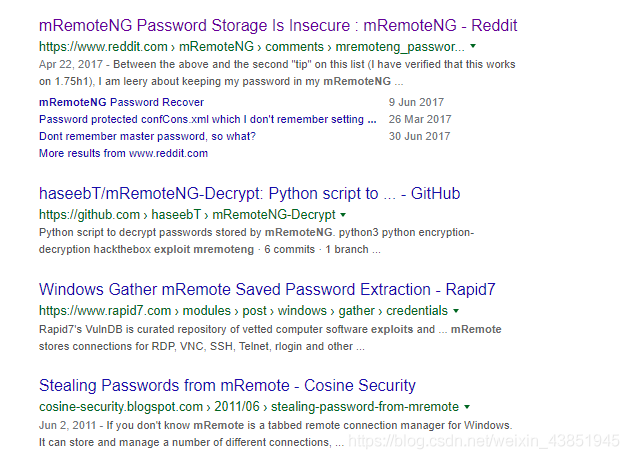 mRemoteNG Password Storage Is Insecure : mRemoteNG - Reddit
https://www.reddit.com › mRemoteNG › comments › mremoteng_passwor... ▼
Apr 22, 2017 - Between the above and the second "tip" on this list (I have verified that this works
on 1.75h1), I am leery about keeping my password in my mRemoteNG ...
mRemoteNG Password Recover 9 Jun 2017
Password protected confCons.xml which I don't remember setting ... 26 Mar 2017
Dont remember master password, so what? 30 Jun 2017
More results from www.reddit.com
haseebT/mRemoteNG-Decrypt: Python script to ... - GitHub
https://github.com › haseebT › mRemoteNG-Decrypt ▼
Python script to decrypt passwords stored by mRemoteNG. python3 python encryption-
decryption hackthebox exploit mremoteng · 6 commits · 1 branch ...
Windows Gather mRemote Saved Password Extraction - Rapid7
https://www.rapid7.com › modules › post › windows › gather › credentials ▼
Rapid7's VulnDB is curated repository of vetted computer software exploits and ... mRemote
stores connections for RDP, VNC, SSH, Telnet, rlogin and other ...
Stealing Passwords from mRemote - Cosine Security
cosine-security.blogspot.com › 2011/06 › stealing-password-from-mremote ▼
Jun 2, 2011 - If you don't know mRemote is a tabbed remote connection manager for Windows.
It can store and manage a number of different connections, ... https://blog.csdn.net/weixin_43851945